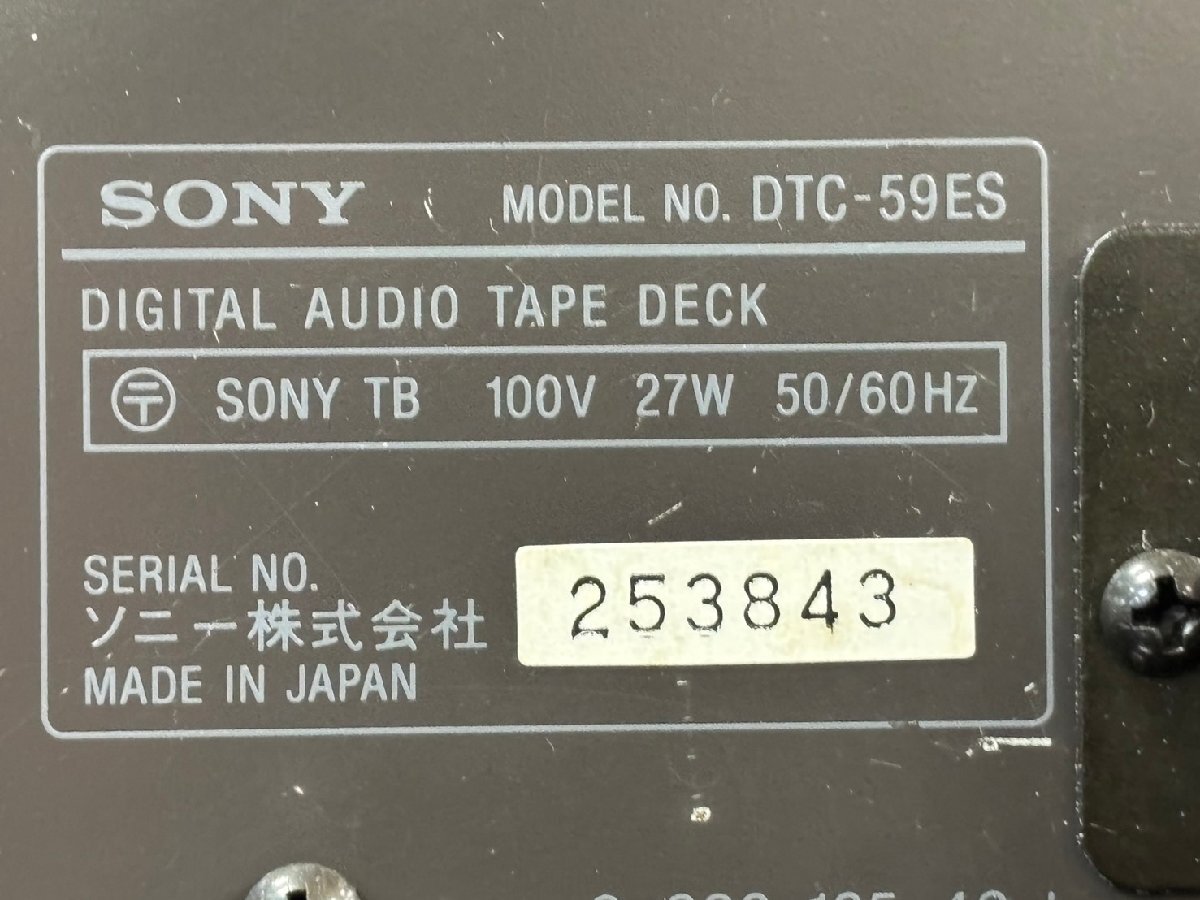 SONY MODEL NO. DTC-59ES
DIGITAL AUDIO TAPE DECK
〶 SONY TB 100V 27W 50/60Hz
SERIAL NO. 253843
ソニー株式会社
MADE IN JAPAN